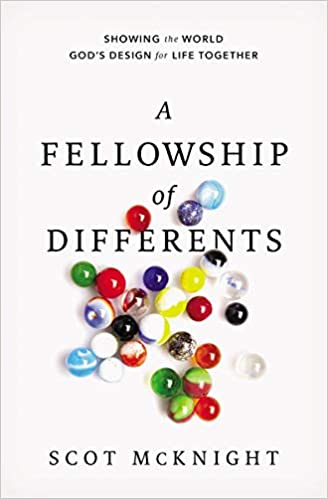 SHOWING the WORLD
GOD'S DESIGN for LIFE TOGETHER
A
FELLOWSHIP
of
DIFFERENTS
SCOT McKNIGHT